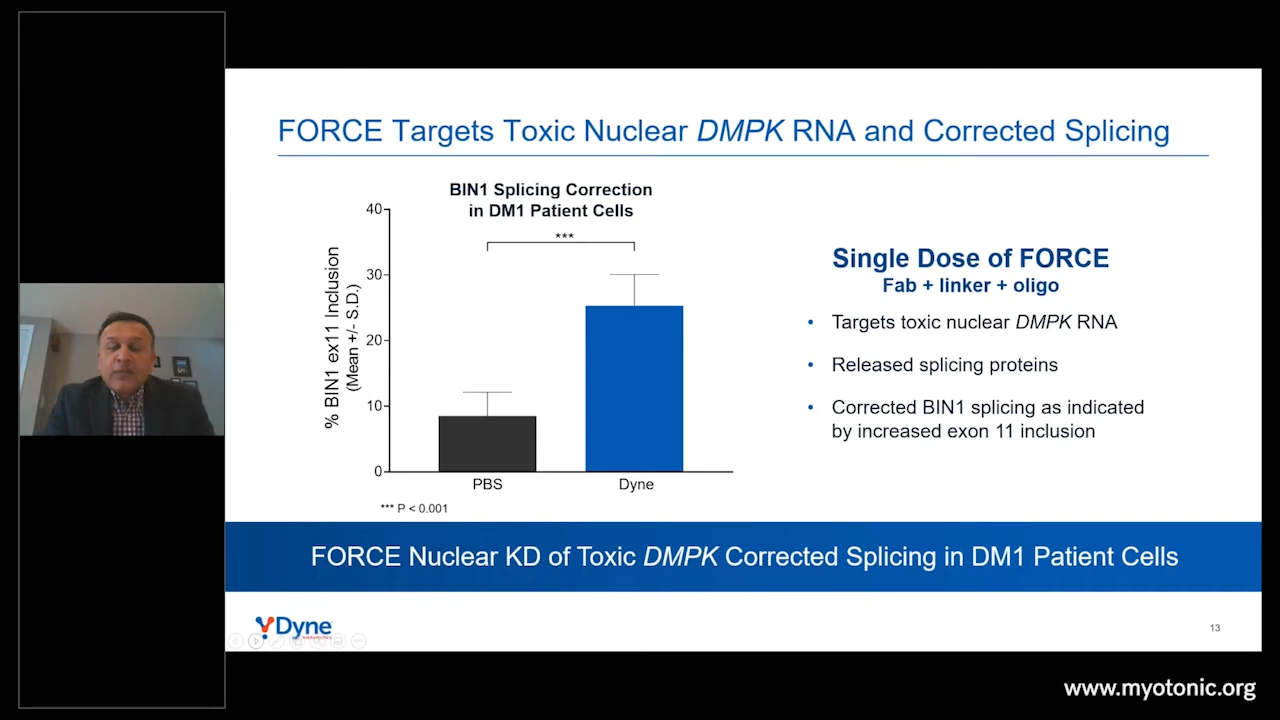 FORCE Targets Toxic Nuclear DMPK RNA and Corrected Splicing
BIN1 Splicing Correction
in DM1 Patient Cells
% BIN1 ex11 Inclusion
(Mean +/- S.D.)
40
30
20
10
0
***
PBS
Dyne
*** P < 0.001
Single Dose of FORCE
Fab + linker + oligo
• Targets toxic nuclear DMPK RNA
• Released splicing proteins
• Corrected BIN1 splicing as indicated
by increased exon 11 inclusion
FORCE Nuclear KD of Toxic DMPK Corrected Splicing in DM1 Patient Cells
Dyne
therapeutics
13
www.myotonic.org